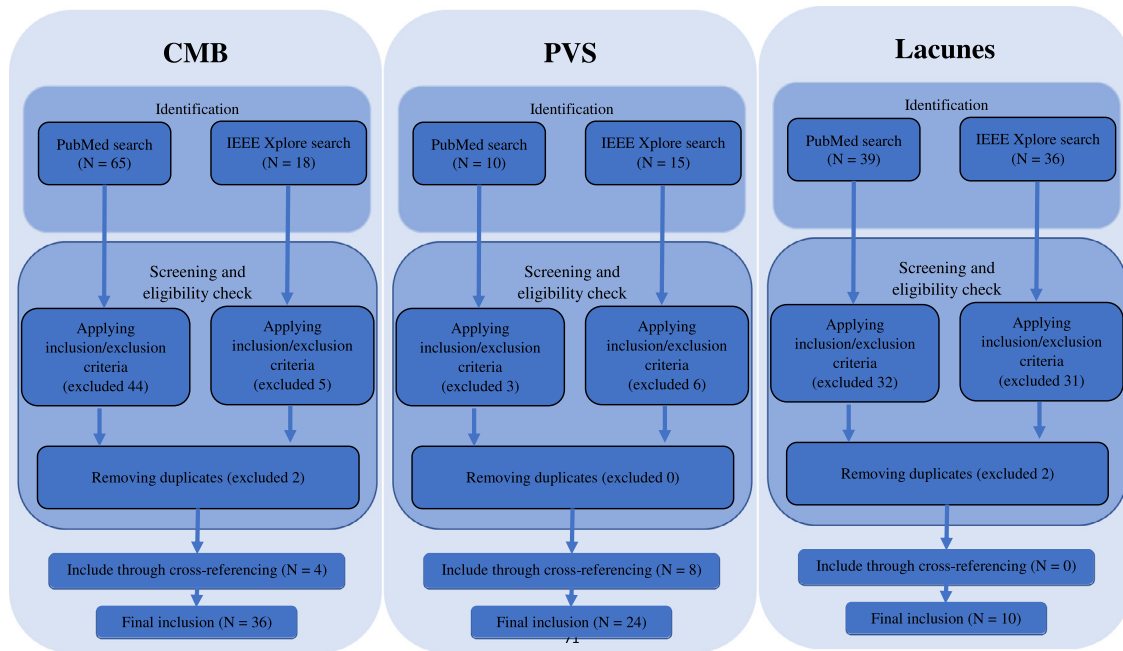 CMB
Identification
PubMed search
(N = 65)
IEEE Xplore search
(N = 18)
Screening and
eligibility check
Applying
inclusion/exclusion
criteria
(excluded 44)
Applying
inclusion/exclusion
criteria
(excluded 5)
Removing duplicates (excluded 2)
Include through cross-referencing (N = 4)
Final inclusion (N = 36)
PVS
Identification
PubMed search
(N = 10)
IEEE Xplore search
(N = 15)
Screening and
eligibility check
Applying
inclusion/exclusion
criteria
(excluded 3)
Applying
inclusion/exclusion
criteria
(excluded 6)
Removing duplicates (excluded 0)
Include through cross-referencing (N = 8)
Final inclusion (N = 24)
71
Lacunes
Identification
PubMed search
(N = 39)
IEEE Xplore search
(N = 36)
Screening and
eligibility check
Applying
inclusion/exclusion
criteria
(excluded 32)
Applying
inclusion/exclusion
criteria
(excluded 31)
Removing duplicates (excluded 2)
Include through cross-referencing (N = 0)
Final inclusion (N = 10)